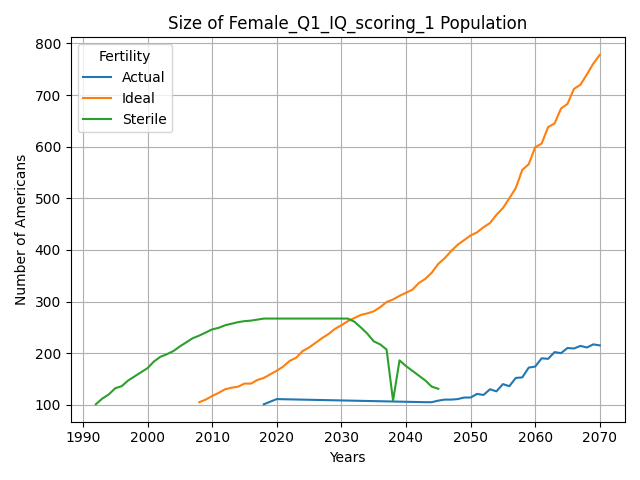 Size of Female_Q1_IQ_scoring_1 Population
Fertility
Actual
Ideal
Sterile
Number of Americans
800
700
600
500
400
300
200
100
1990 2000 2010 2020 2030 2040 2050 2060 2070
Years